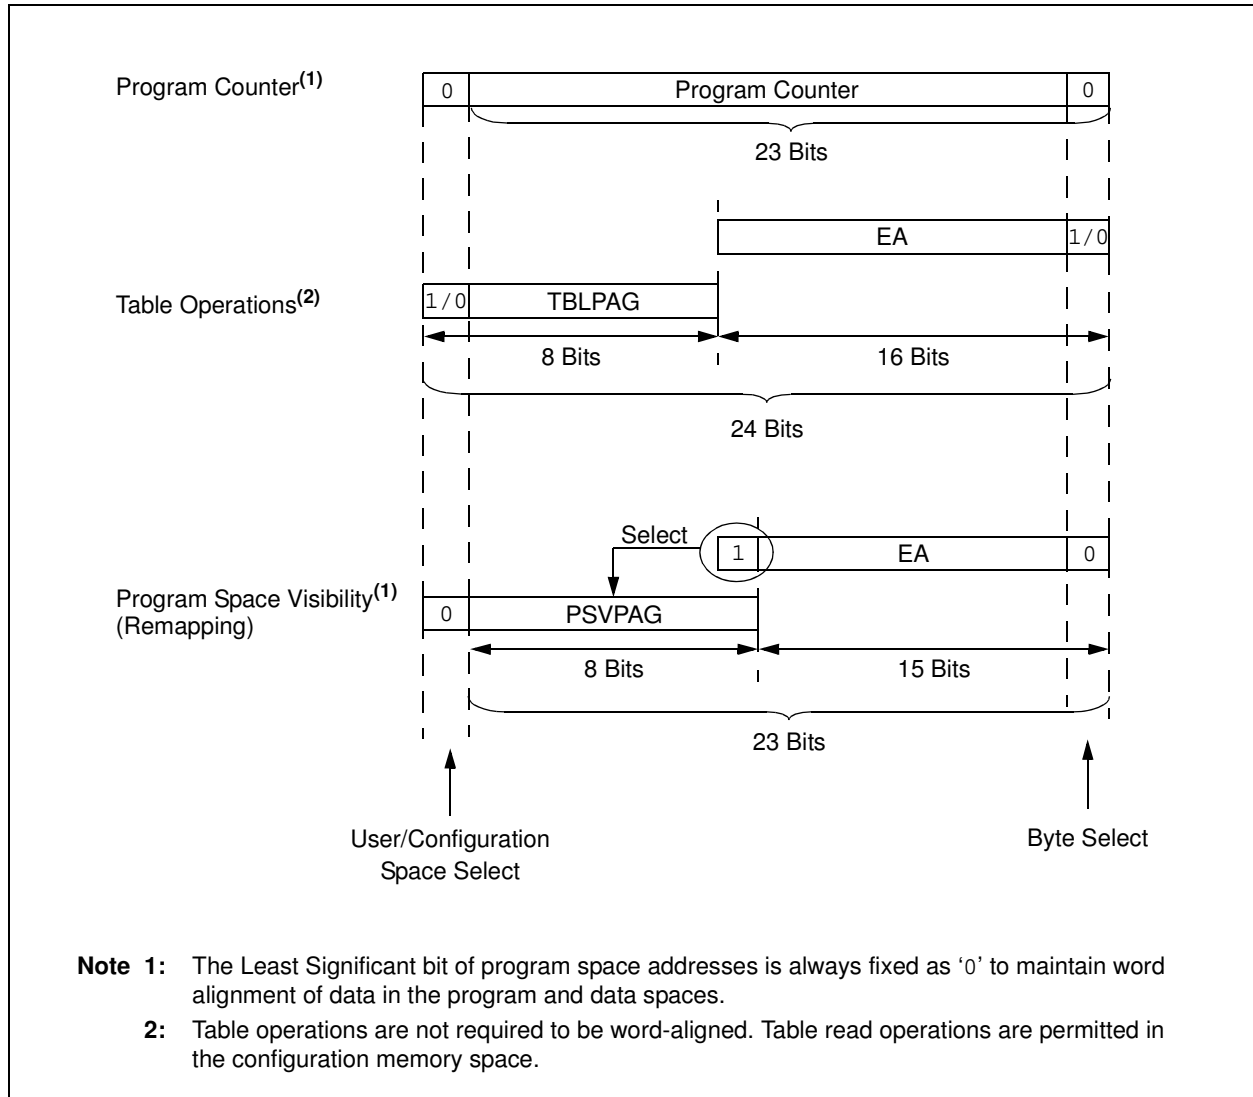 Program Counter(1)
0
Program Counter
0
23 Bits
EA
1/0
Table Operations(2)
1/0
TBLPAG
8 Bits
16 Bits
24 Bits
Select
1
EA
0
Program Space Visibility(1)
(Remapping)
0
PSVPAG
8 Bits
15 Bits
23 Bits
User/Configuration
Space Select
Byte Select
Note 1: The Least Significant bit of program space addresses is always fixed as ‘0’ to maintain word
alignment of data in the program and data spaces.
2: Table operations are not required to be word-aligned. Table read operations are permitted in
the configuration memory space.